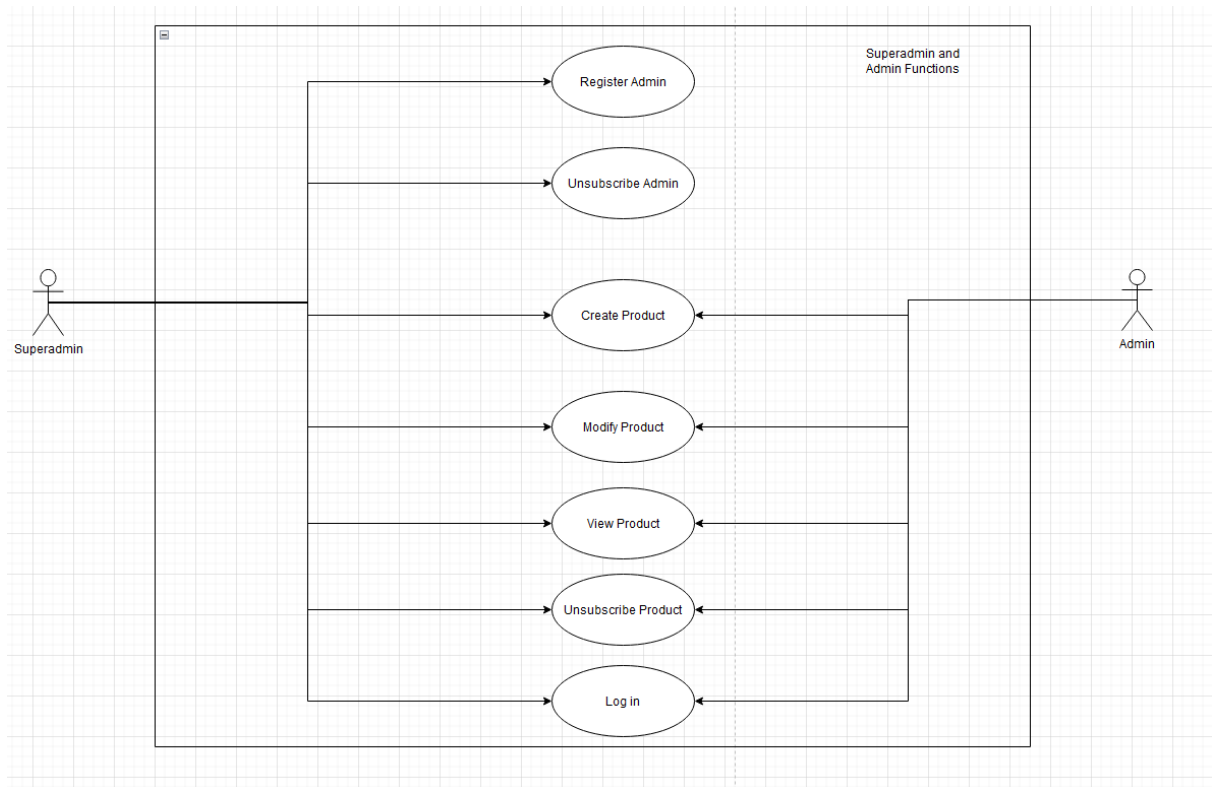 Superadmin and
Admin Functions
Register Admin
Unsubscribe Admin
Create Product
Modify Product
View Product
Unsubscribe Product
Log in
Superadmin
Admin